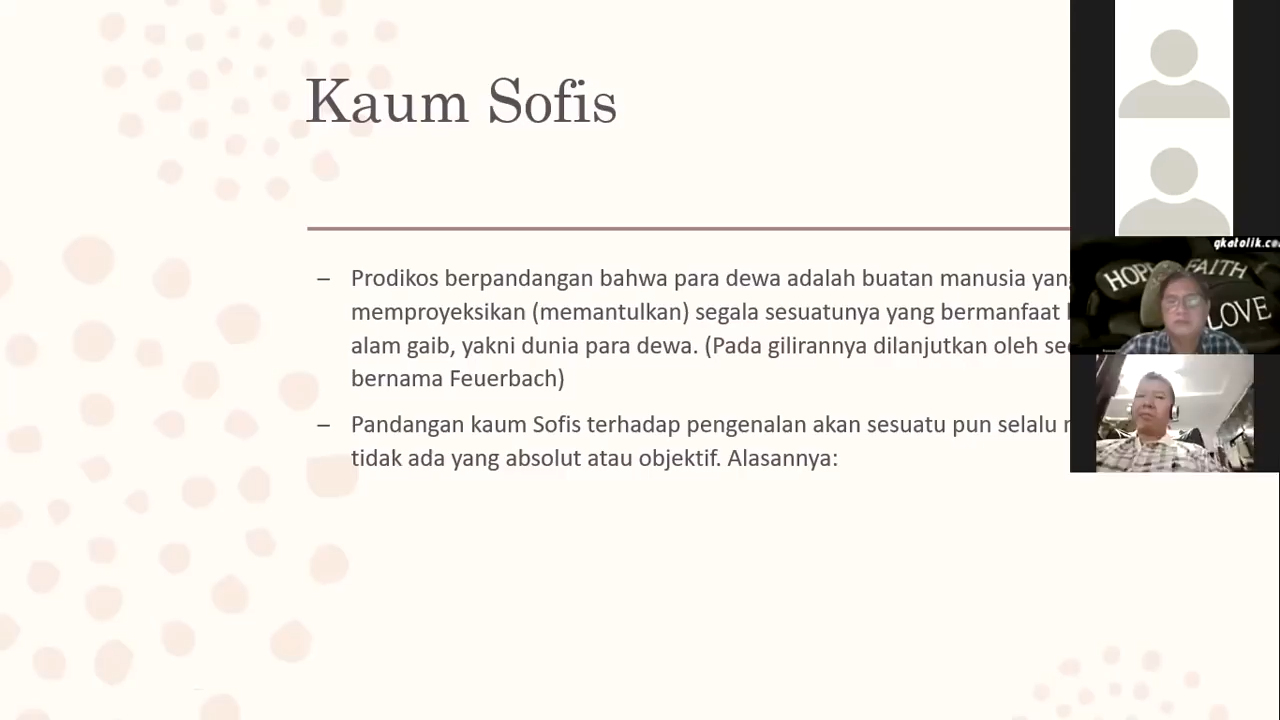 Kaum Sofis
– Prodikos berpandangan bahwa para dewa adalah buatan manusia yang
memproyeksikan (memantulkan) segala sesuatunya yang bermanfaat
alam gaib, yakni dunia para dewa. (Pada gilirannya dilanjutkan oleh
bernama Feuerbach)
– Pandangan kaum Sofis terhadap pengenalan akan sesuatu pun selalu
tidak ada yang absolut atau objektif. Alasannya:
gkatolik.co
HOPE FAITH
LOVE